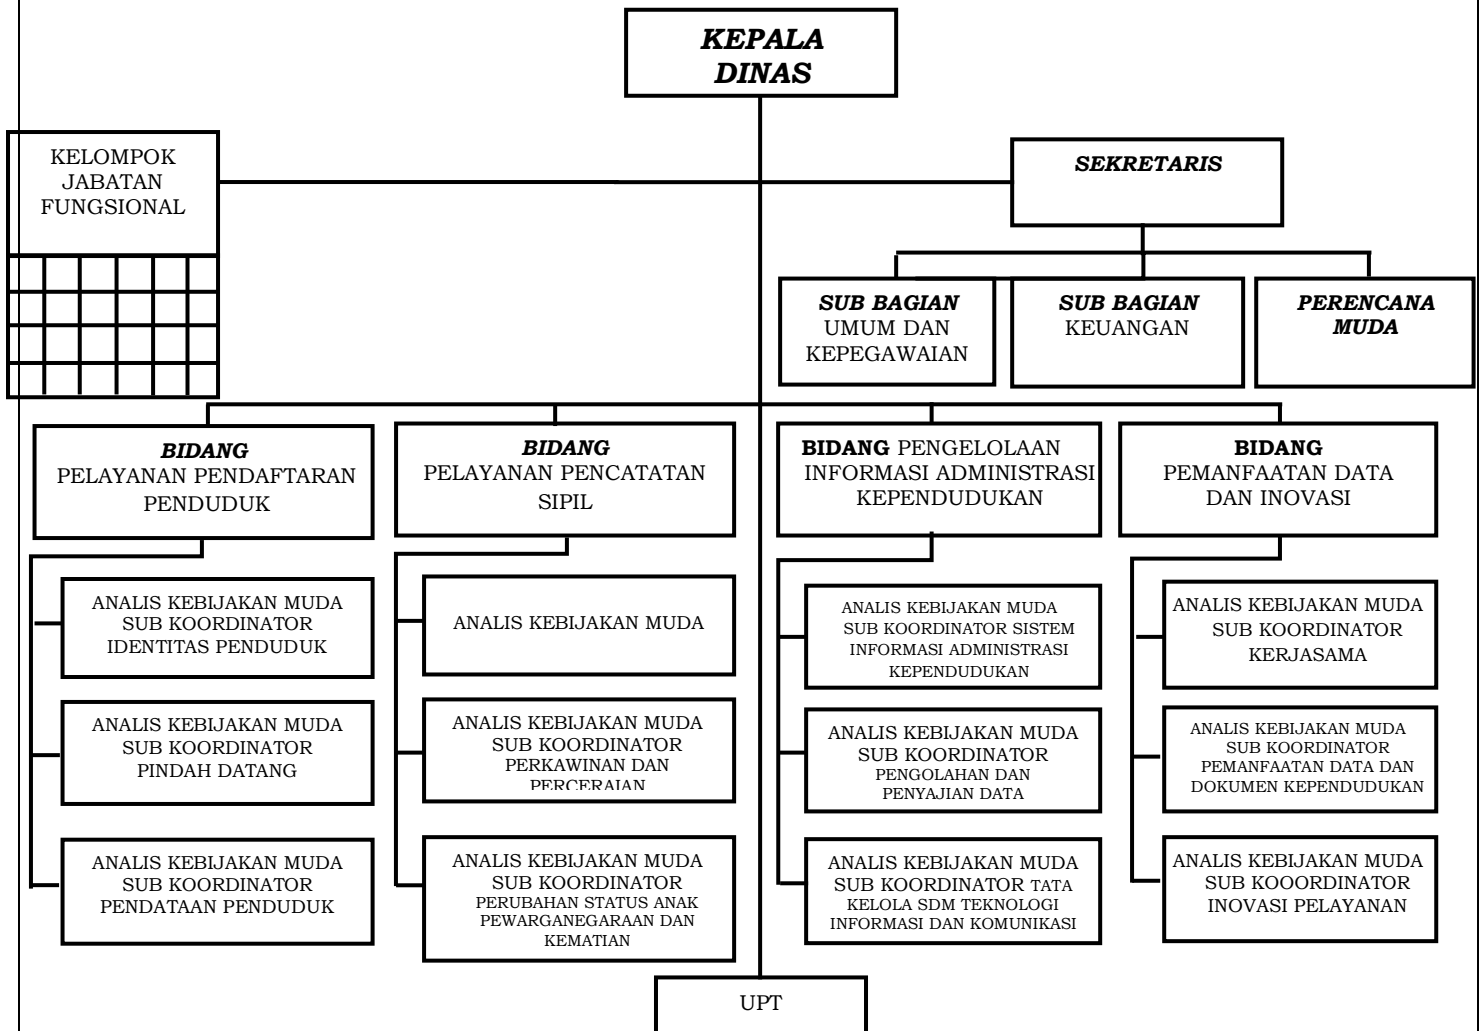 KEPALA
DINAS
KELOMPOK
JABATAN
FUNGSIONAL
SEKRETARIS
SUB BAGIAN
UMUM DAN
KEPEGAWAIAN
SUB BAGIAN
KEUANGAN
PERENCANA
MUDA
BIDANG
PELAYANAN PENDAFTARAN
PENDUDUK
BIDANG
PELAYANAN PENCATATAN
SIPIL
BIDANG PENGELOLAAN
INFORMASI ADMINISTRASI
KEPENDUDUKAN
BIDANG
PEMANFAATAN DATA
DAN INOVASI
ANALIS KEBIJAKAN MUDA
SUB KOORDINATOR
IDENTITAS PENDUDUK
ANALIS KEBIJAKAN MUDA
SUB KOORDINATOR
PINDAH DATANG
ANALIS KEBIJAKAN MUDA
SUB KOORDINATOR
PENDATAAN PENDUDUK
ANALIS KEBIJAKAN MUDA
ANALIS KEBIJAKAN MUDA
SUB KOORDINATOR
PERKAWINAN DAN
PERCERAIAN
ANALIS KEBIJAKAN MUDA
SUB KOORDINATOR
PERUBAHAN STATUS ANAK
PEWARGANEGARAAN DAN
KEMATIAN
ANALIS KEBIJAKAN MUDA
SUB KOORDINATOR SISTEM
INFORMASI ADMINISTRASI
KEPENDUDUKAN
ANALIS KEBIJAKAN MUDA
SUB KOORDINATOR
PENGOLAHAN DAN
PENYAJIAN DATA
ANALIS KEBIJAKAN MUDA
SUB KOORDINATOR TATA
KELOLA SDM TEKNOLOGI
INFORMASI DAN KOMUNIKASI
ANALIS KEBIJAKAN MUDA
SUB KOORDINATOR
KERJASAMA
ANALIS KEBIJAKAN MUDA
SUB KOORDINATOR
PEMANFAATAN DATA DAN
DOKUMEN KEPENDUDUKAN
ANALIS KEBIJAKAN MUDA
SUB KOOORDINATOR
INOVASI PELAYANAN
UPT